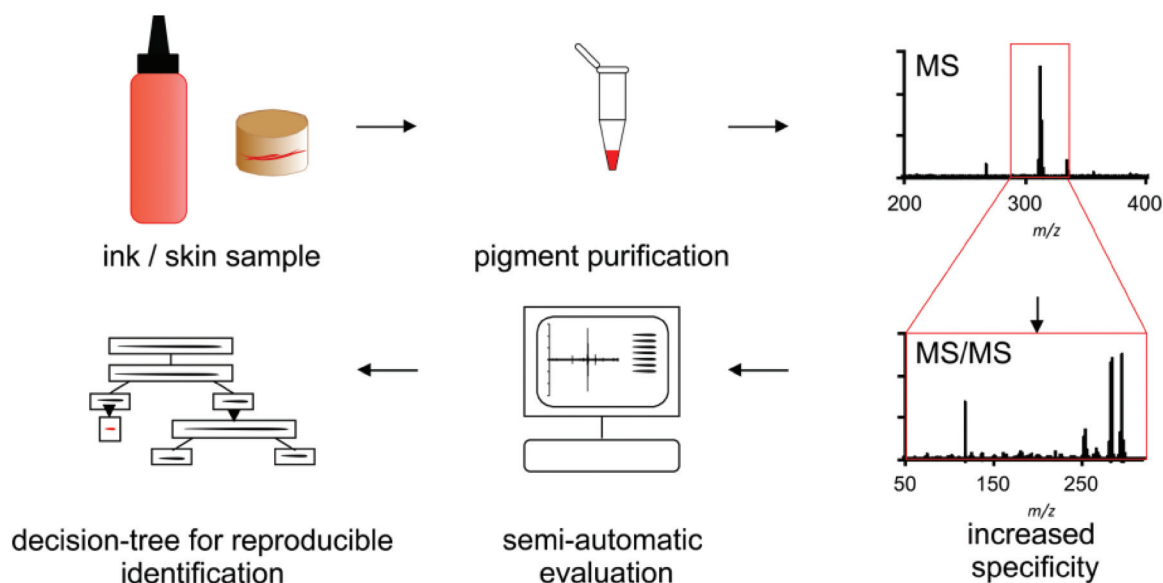 MS
200
300
400
m/z
ink / skin sample
pigment purification
MS/MS
50
150
250
m/z
increased
specificity
semi-automatic
evaluation
decision-tree for reproducible
identification